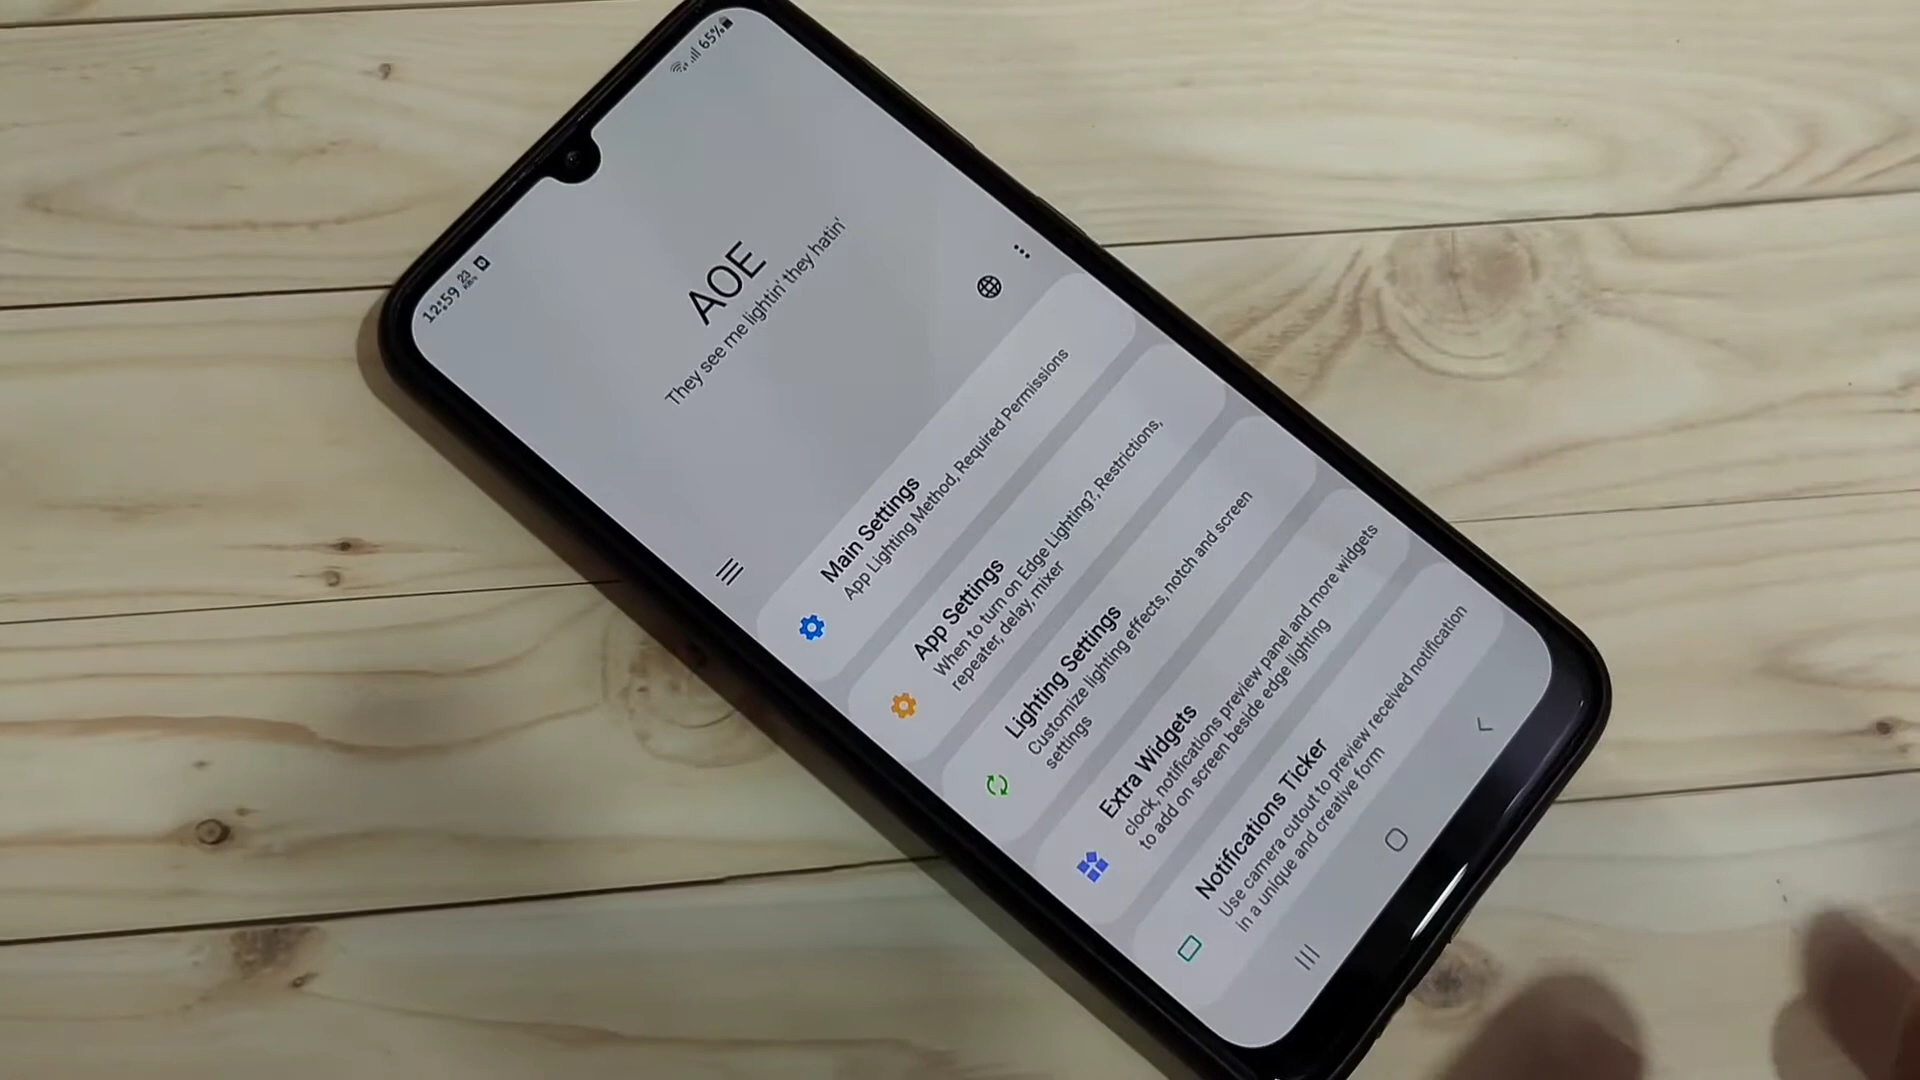 12:59 23
65%
AOE
They see me lightin' they hatin'
Main Settings
App Lighting Method, Required Permissions
App Settings
When to turn on Edge Lighting?, Restrictions,
repeater, delay, mixer
Lighting Settings
Customize lighting effects, notch and screen
settings
Extra Widgets
clock, notifications preview panel and more widgets
to add on screen beside edge lighting
Notifications Ticker
Use camera cutout to preview received notification
in a unique and creative form